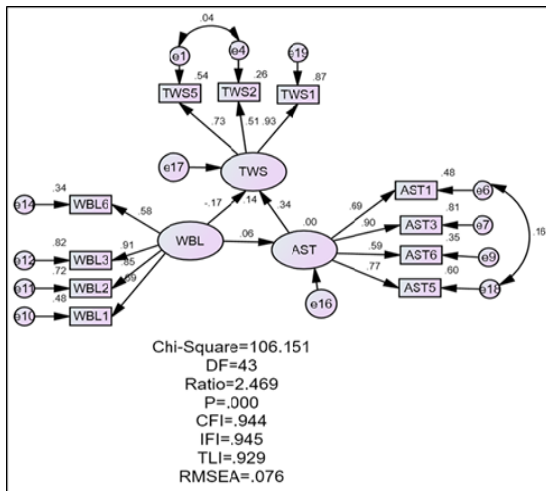 .04
e1 e4 e19
.54 .26 .87
TWS5 TWS2 TWS1
.73 .51 .93
e17 TWS
-.17 .14 .34
.34
e14 WBL6
.58
.82 .91
e12 WBL3
.72 .85
e11 WBL2
.48 .69
e10 WBL1
WBL
.06
.00
AST
e16
.48
.69 AST1 e6
.81
.90 AST3 e7
.35
.59 AST6 e9
.60
.77 AST5 e18
.16
Chi-Square=106.151
DF=43
Ratio=2.469
P=.000
CFI=.944
IFI=.945
TLI=.929
RMSEA=.076